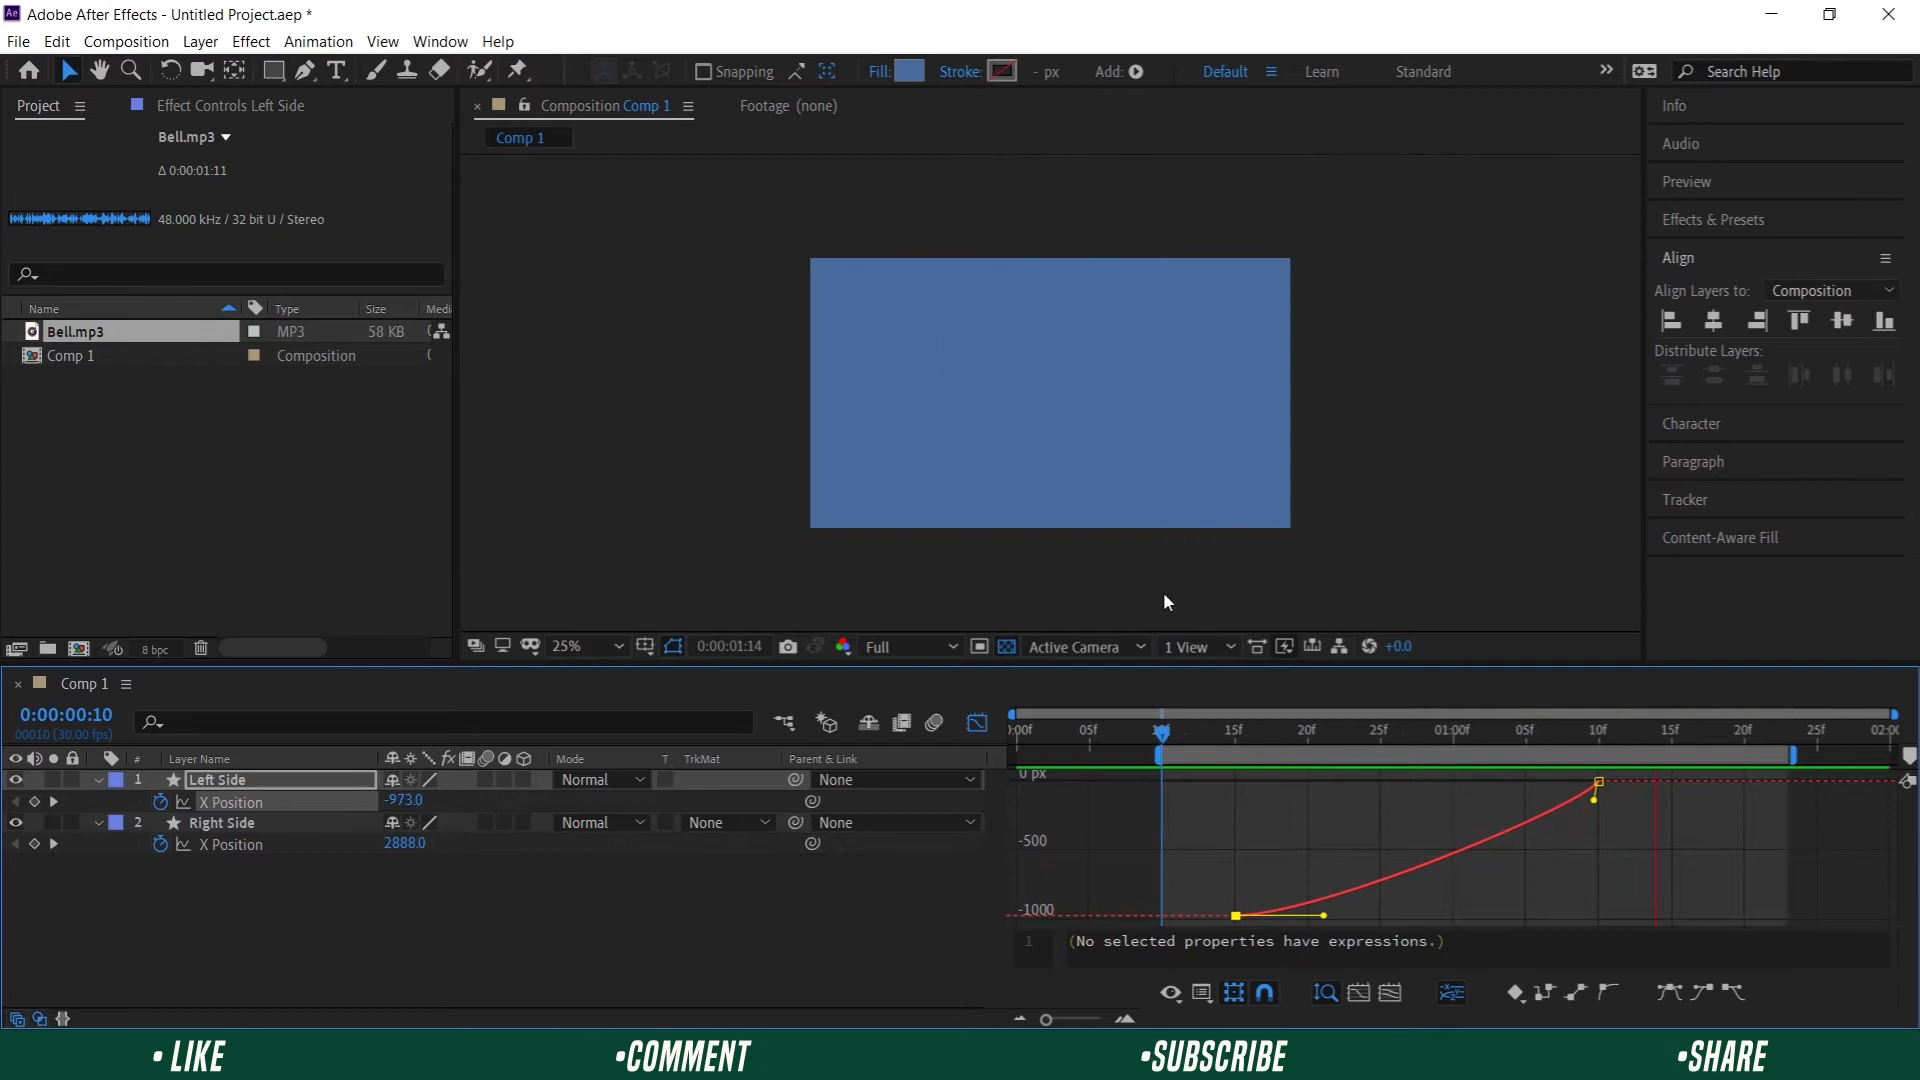 Ae Adobe After Effects - Untitled Project.aep *
File Edit Composition Layer Effect Animation View Window Help
Snapping Fill: Stroke: - px Add: Default Learn Standard Search Help
Project Effect Controls Left Side
Composition Comp 1 Footage (none)
Comp 1
Bell.mp3
Δ 0:00:01:11
48.000 kHz / 32 bit U / Stereo
Name Type Size Medi
Bell.mp3 MP3 58 KB
Comp 1 Composition
8 bpc
25% 0:00:01:14 Full Active Camera 1 View +0.0
Info
Audio
Preview
Effects & Presets
Align
Align Layers to: Composition
Distribute Layers:
Character
Paragraph
Tracker
Content-Aware Fill
Comp 1
0:00:00:10
00010 (30.00 fps)
# Layer Name fx Mode T TrkMat Parent & Link
1 Left Side Normal None
X Position -973.0
2 Right Side Normal None None
X Position 2888.0
):00f 05f 15f 20f 25f 01:00f 05f 10f 15f 20f 25f 02:00
0 px
-500
-1000
1 (No selected properties have expressions.)
• LIKE •COMMENT •SUBSCRIBE •SHARE